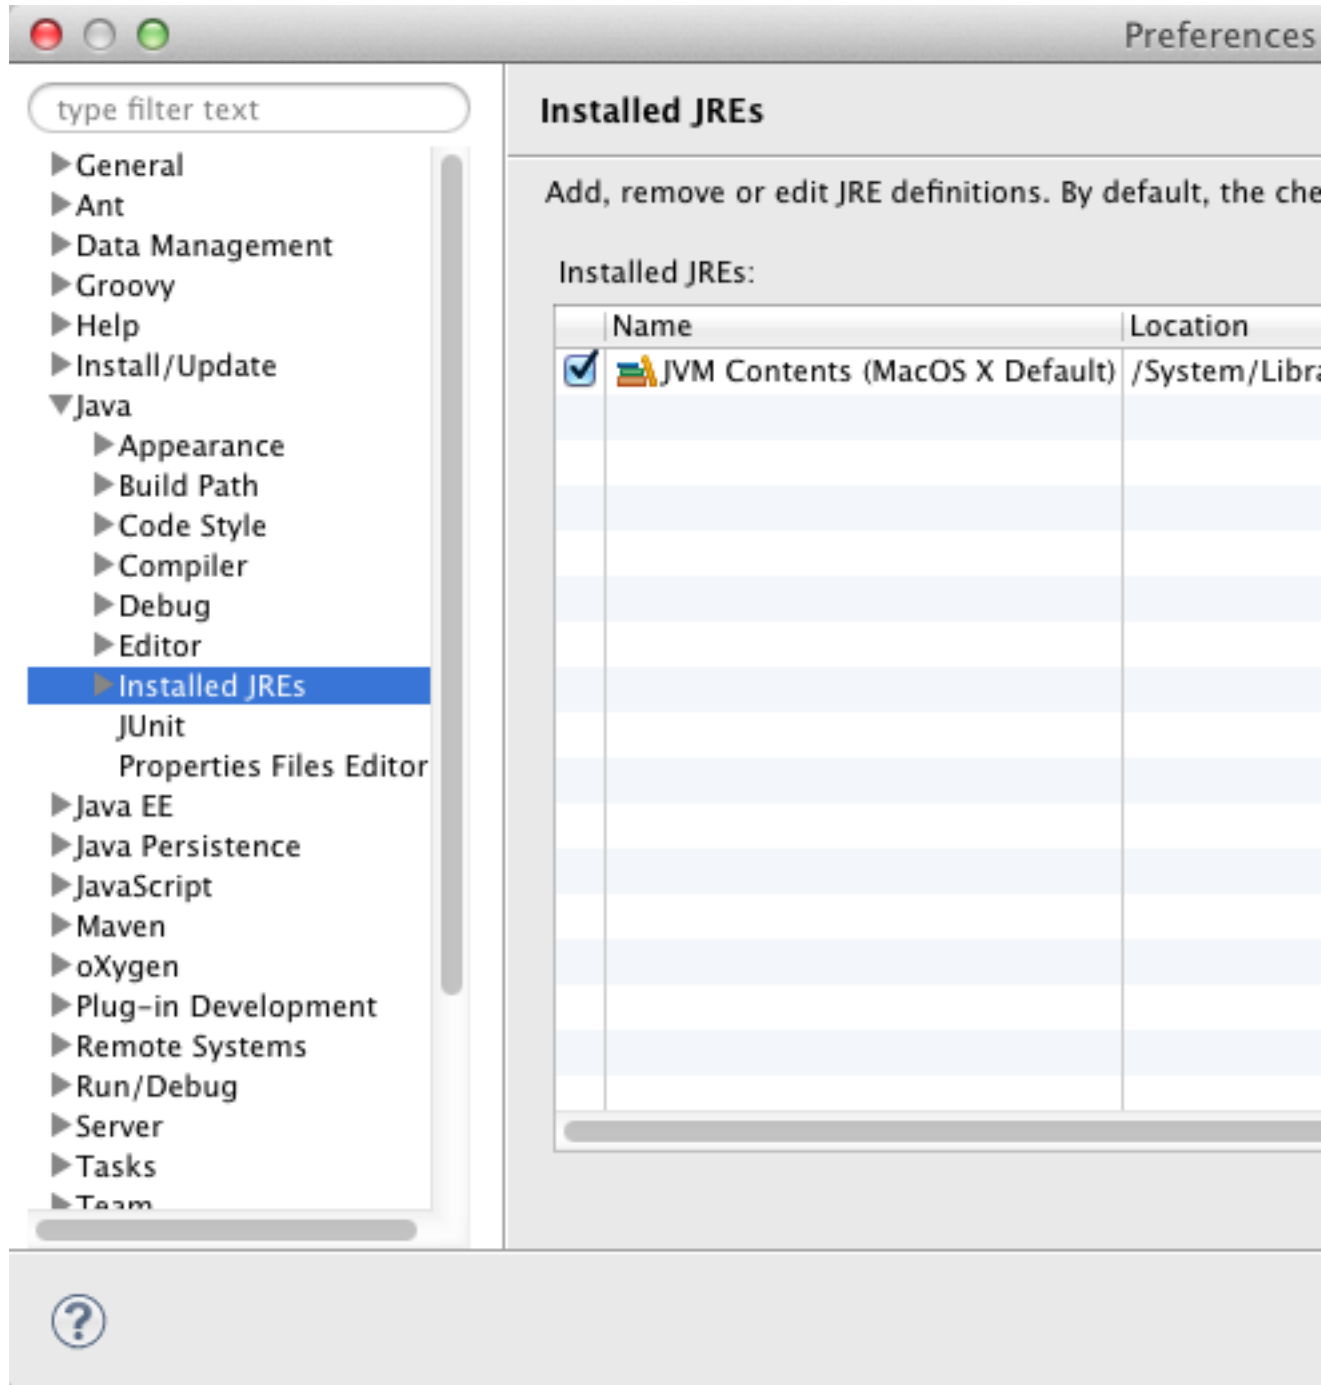 Preferences
type filter text
General
Ant
Data Management
Groovy
Help
Install/Update
Java
Appearance
Build Path
Code Style
Compiler
Debug
Editor
Installed JREs
JUnit
Properties Files Editor
Java EE
Java Persistence
JavaScript
Maven
oXygen
Plug-in Development
Remote Systems
Run/Debug
Server
Tasks
Team
Installed JREs
Add, remove or edit JRE definitions. By default, the che
Installed JREs:
Name Location
JVM Contents (MacOS X Default) /System/Libra
?